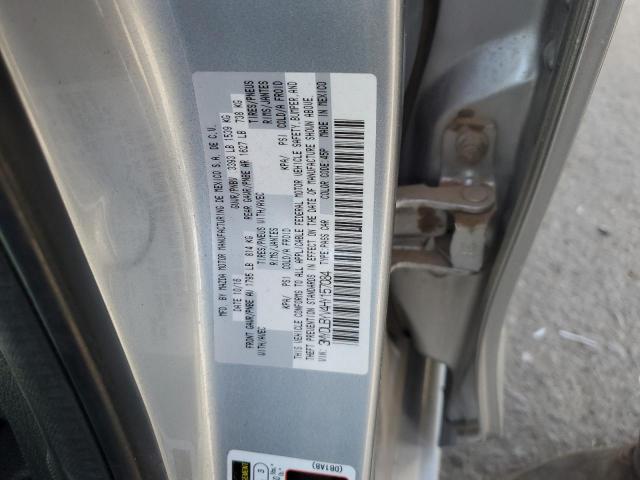 MFD. BY MAZDA MOTOR MANUFACTURING DE MEXICO S.A. DE C.V.
DATE: 10/16 GVWR/PNBV 3393 LB 1539 KG
FRONT GAWR/PNBE AV 1795 LB 814 KG REAR GAWR/PNBE AR 1627 LB 738 KG
WITH/AVEC TIRES/PNEUS WITH/AVEC TIRES/PNEUS
RIMS/JANTES RIMS/JANTES
KPA/ PSI COLD/A FROID KPA/ PSI COLD/A FROID
THIS VEHICLE CONFORMS TO ALL APPLICABLE FEDERAL MOTOR VEHICLE SAFETY, BUMPER, AND
THEFT PREVENTION STANDARDS IN EFFECT ON THE DATE OF MANUFACTURE SHOWN ABOVE.
TYPE: PASS CAR COLOUR CODE 45P MADE IN MEXICO
VIN:
(DB1AB)
3